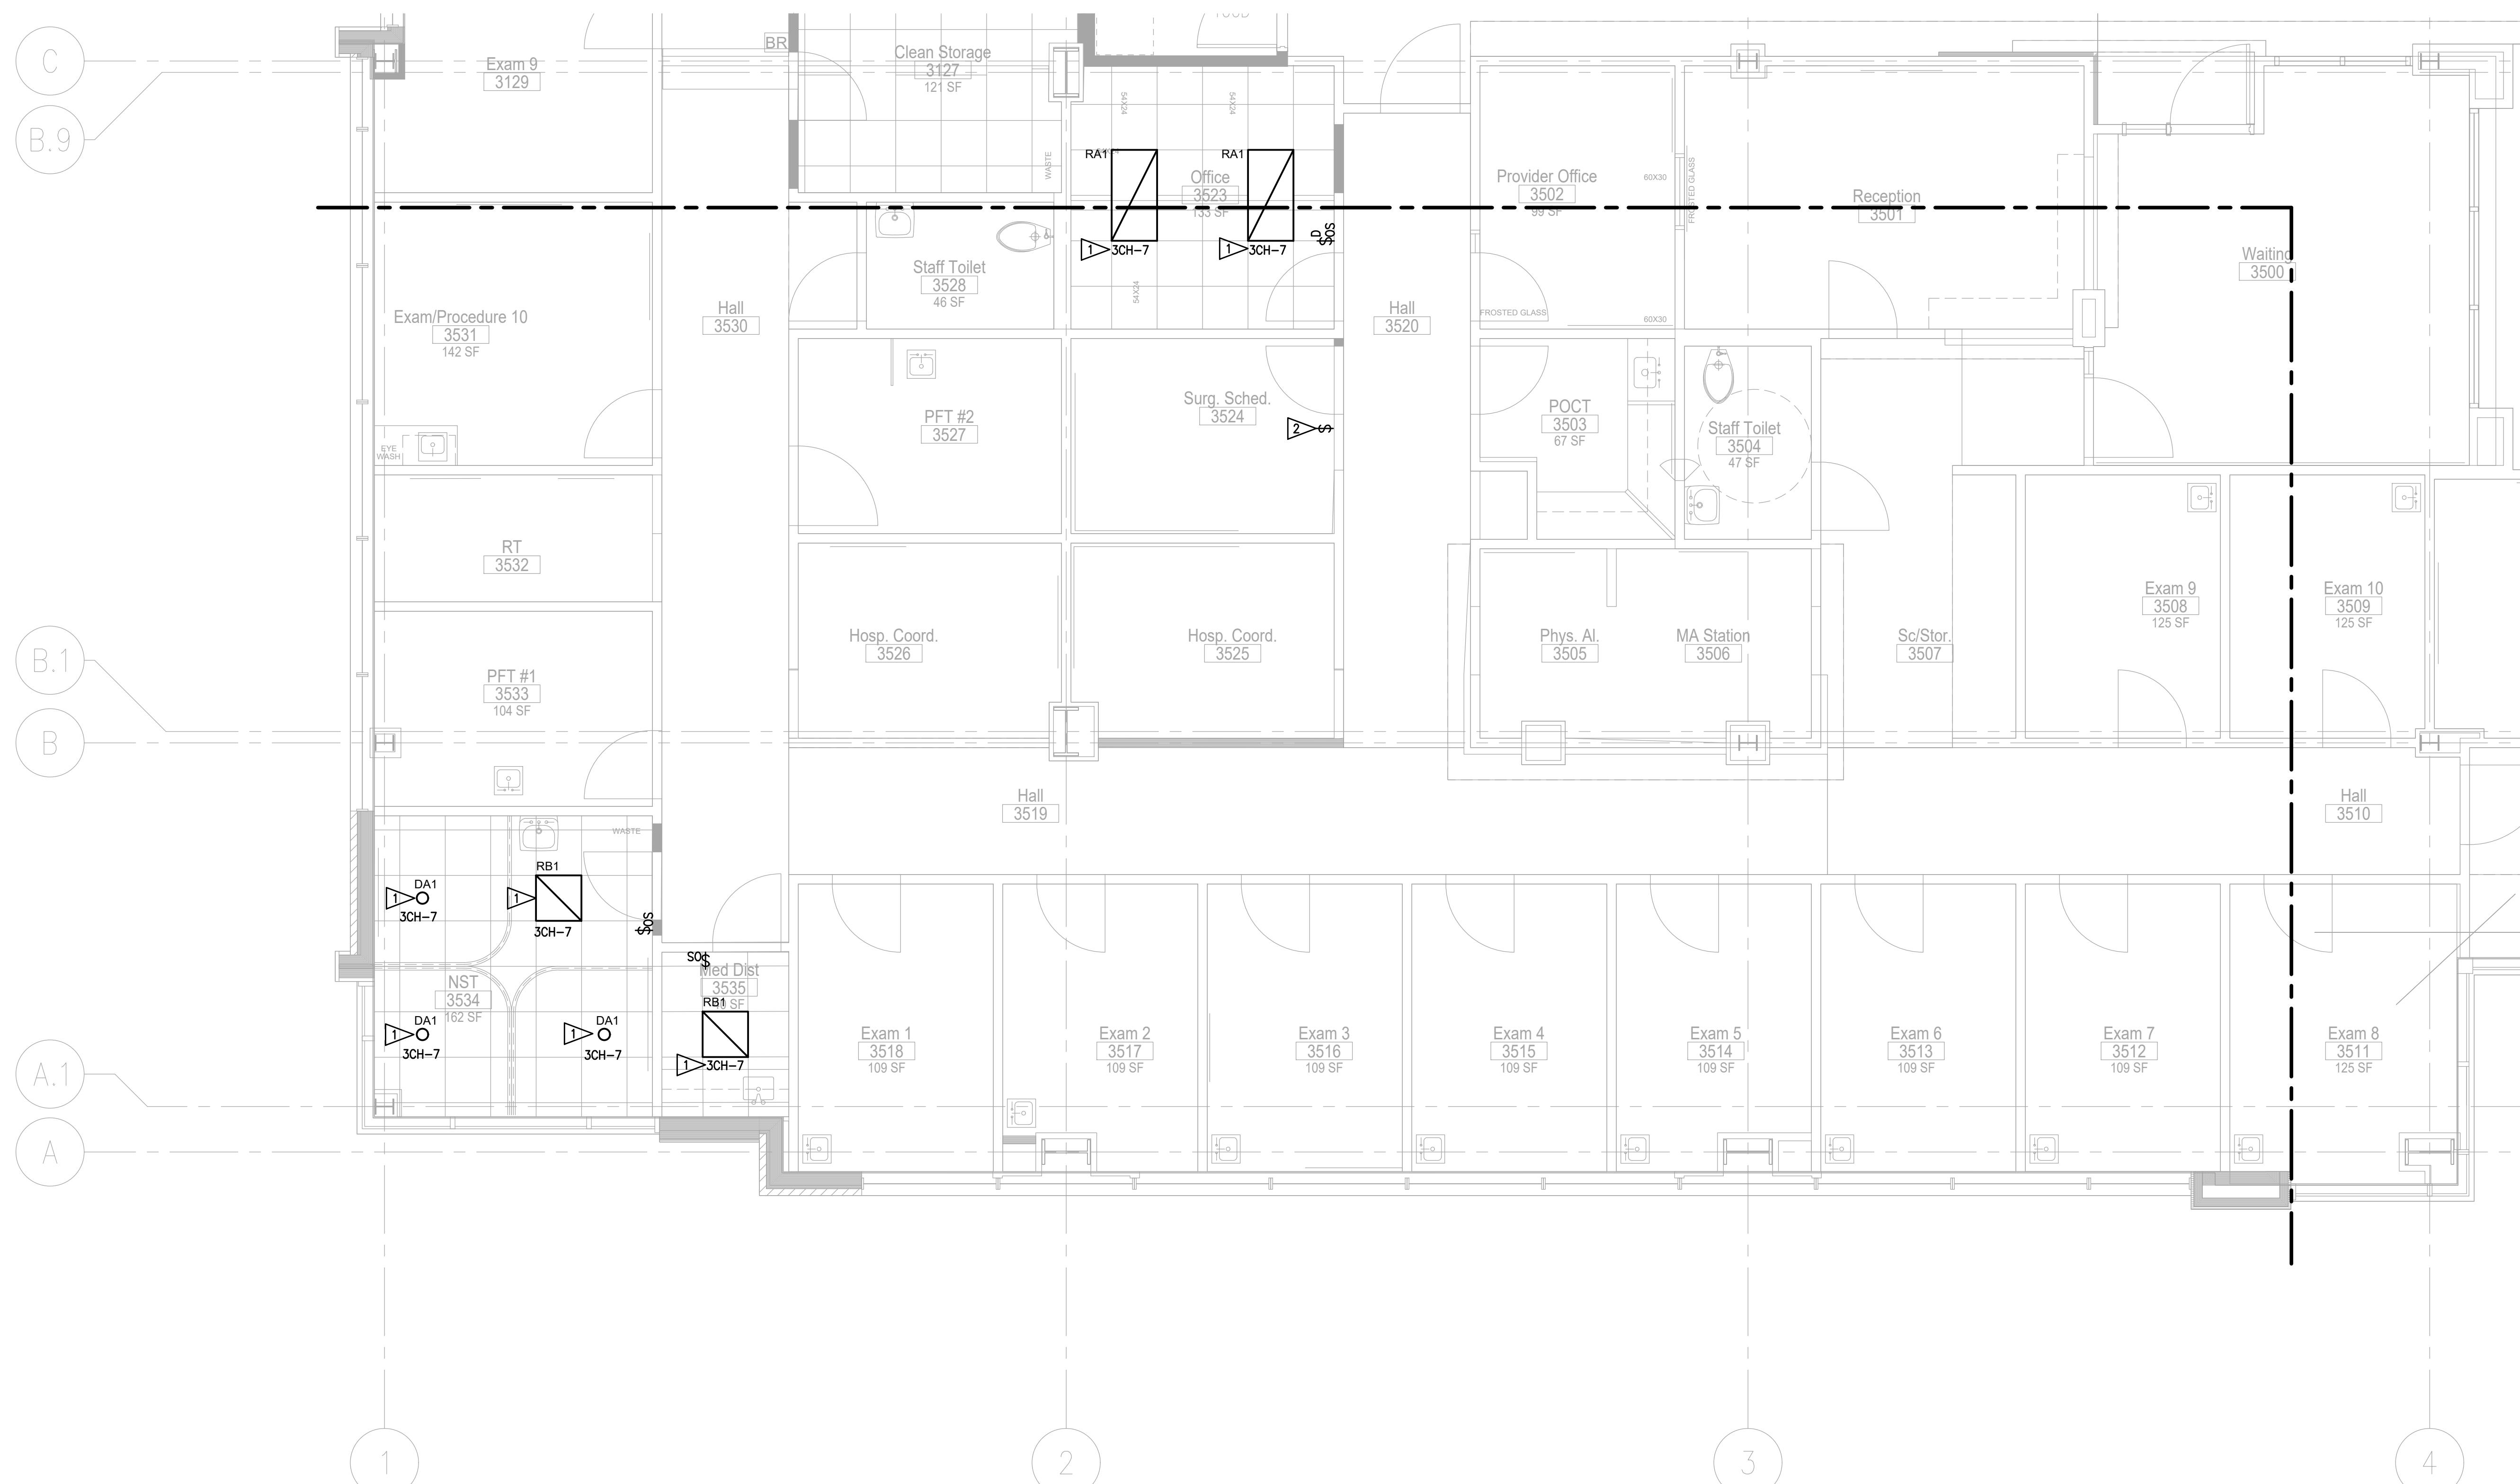 C
B.9
B.1
B
A.1
A
1
2
3
4
Exam 9
3129
BR
Clean Storage
3127
121 SF
WASTE
54X24
54X24
54X24
RA1
RA1
Office
3523
133 SF
1
3CH-7
1
3CH-7
$OS
D
Provider Office
3502
99 SF
60X30
60X30
FROSTED GLASS
FROSTED GLASS
Reception
3501
Waiting
3500
Exam/Procedure 10
3531
142 SF
EYE
WASH
Hall
3530
Staff Toilet
3528
46 SF
Hall
3520
PFT #2
3527
Surg. Sched.
3524
2
$
POCT
3503
67 SF
Staff Toilet
3504
47 SF
RT
3532
PFT #1
3533
104 SF
Hosp. Coord.
3526
Hosp. Coord.
3525
Phys. Al.
3505
MA Station
3506
Sc/Stor.
3507
Exam 9
3508
125 SF
Exam 10
3509
125 SF
Hall
3519
Hall
3510
WASTE
DA1
1
3CH-7
RB1
1
3CH-7
$OS
NST
3534
162 SF
DA1
1
3CH-7
DA1
1
3CH-7
$
Med Dist
3535
RB1
1
3CH-7
Exam 1
3518
109 SF
Exam 2
3517
109 SF
Exam 3
3516
109 SF
Exam 4
3515
109 SF
Exam 5
3514
109 SF
Exam 6
3513
109 SF
Exam 7
3512
109 SF
Exam 8
3511
125 SF